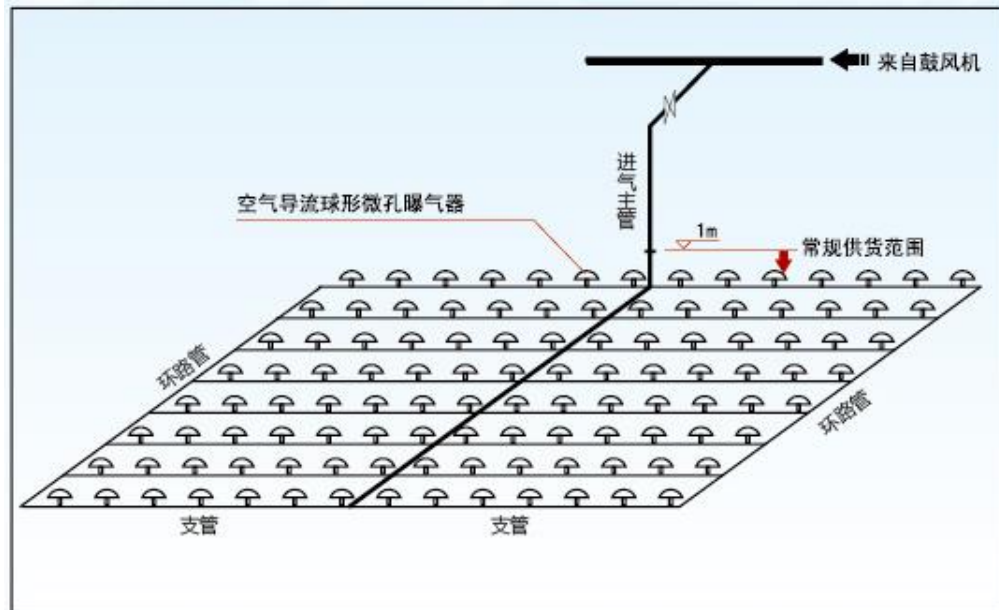 来自鼓风机
进气主管
空气导流球形微孔曝气器
1m
常规供货范围
环路管
环路管
支管
支管